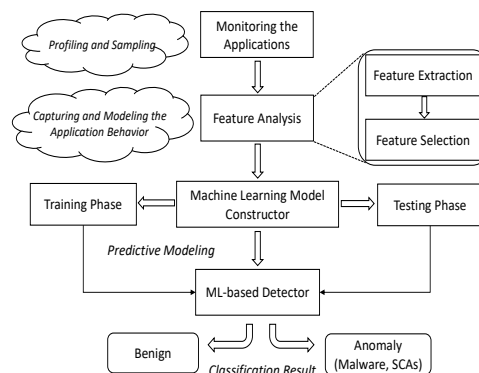 Profiling and Sampling
Monitoring the
Applications
Capturing and Modeling the
Application Behavior
Feature Analysis
Feature Extraction
Feature Selection
Training Phase
Machine Learning Model
Constructor
Testing Phase
Predictive Modeling
ML-based Detector
Benign
Classification Result
Anomaly
(Malware, SCAs)